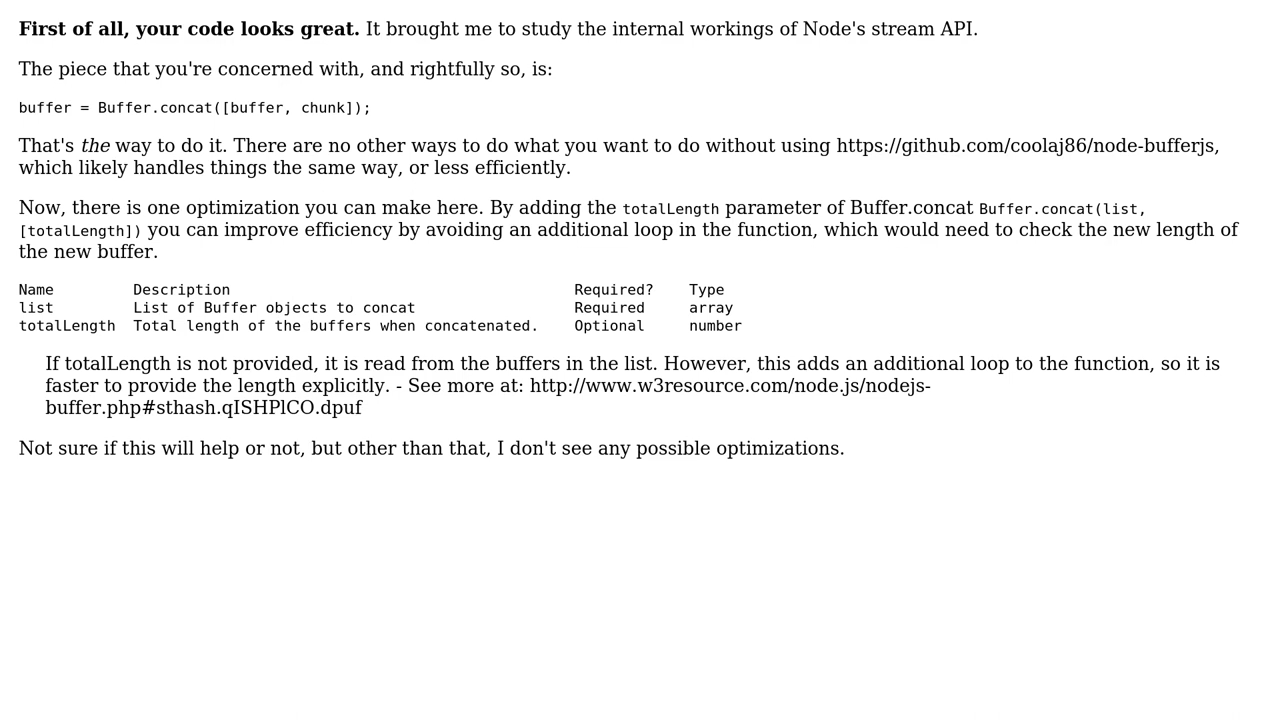 First of all, your code looks great. It brought me to study the internal workings of Node's stream API.
The piece that you're concerned with, and rightfully so, is:
buffer = Buffer.concat([buffer, chunk]);
That's the way to do it. There are no other ways to do what you want to do without using https://github.com/coolaj86/node-bufferjs,
which likely handles things the same way, or less efficiently.
Now, there is one optimization you can make here. By adding the totalLength parameter of Buffer.concat Buffer.concat(list,
[totalLength]) you can improve efficiency by avoiding an additional loop in the function, which would need to check the new length of
the new buffer.
Name         Description                                       Required?    Type
list         List of Buffer objects to concat                  Required     array
totalLength  Total length of the buffers when concatenated.    Optional     number
If totalLength is not provided, it is read from the buffers in the list. However, this adds an additional loop to the function, so it is
faster to provide the length explicitly. - See more at: http://www.w3resource.com/node.js/nodejs-
buffer.php#sthash.qISHPlCO.dpuf
Not sure if this will help or not, but other than that, I don't see any possible optimizations.